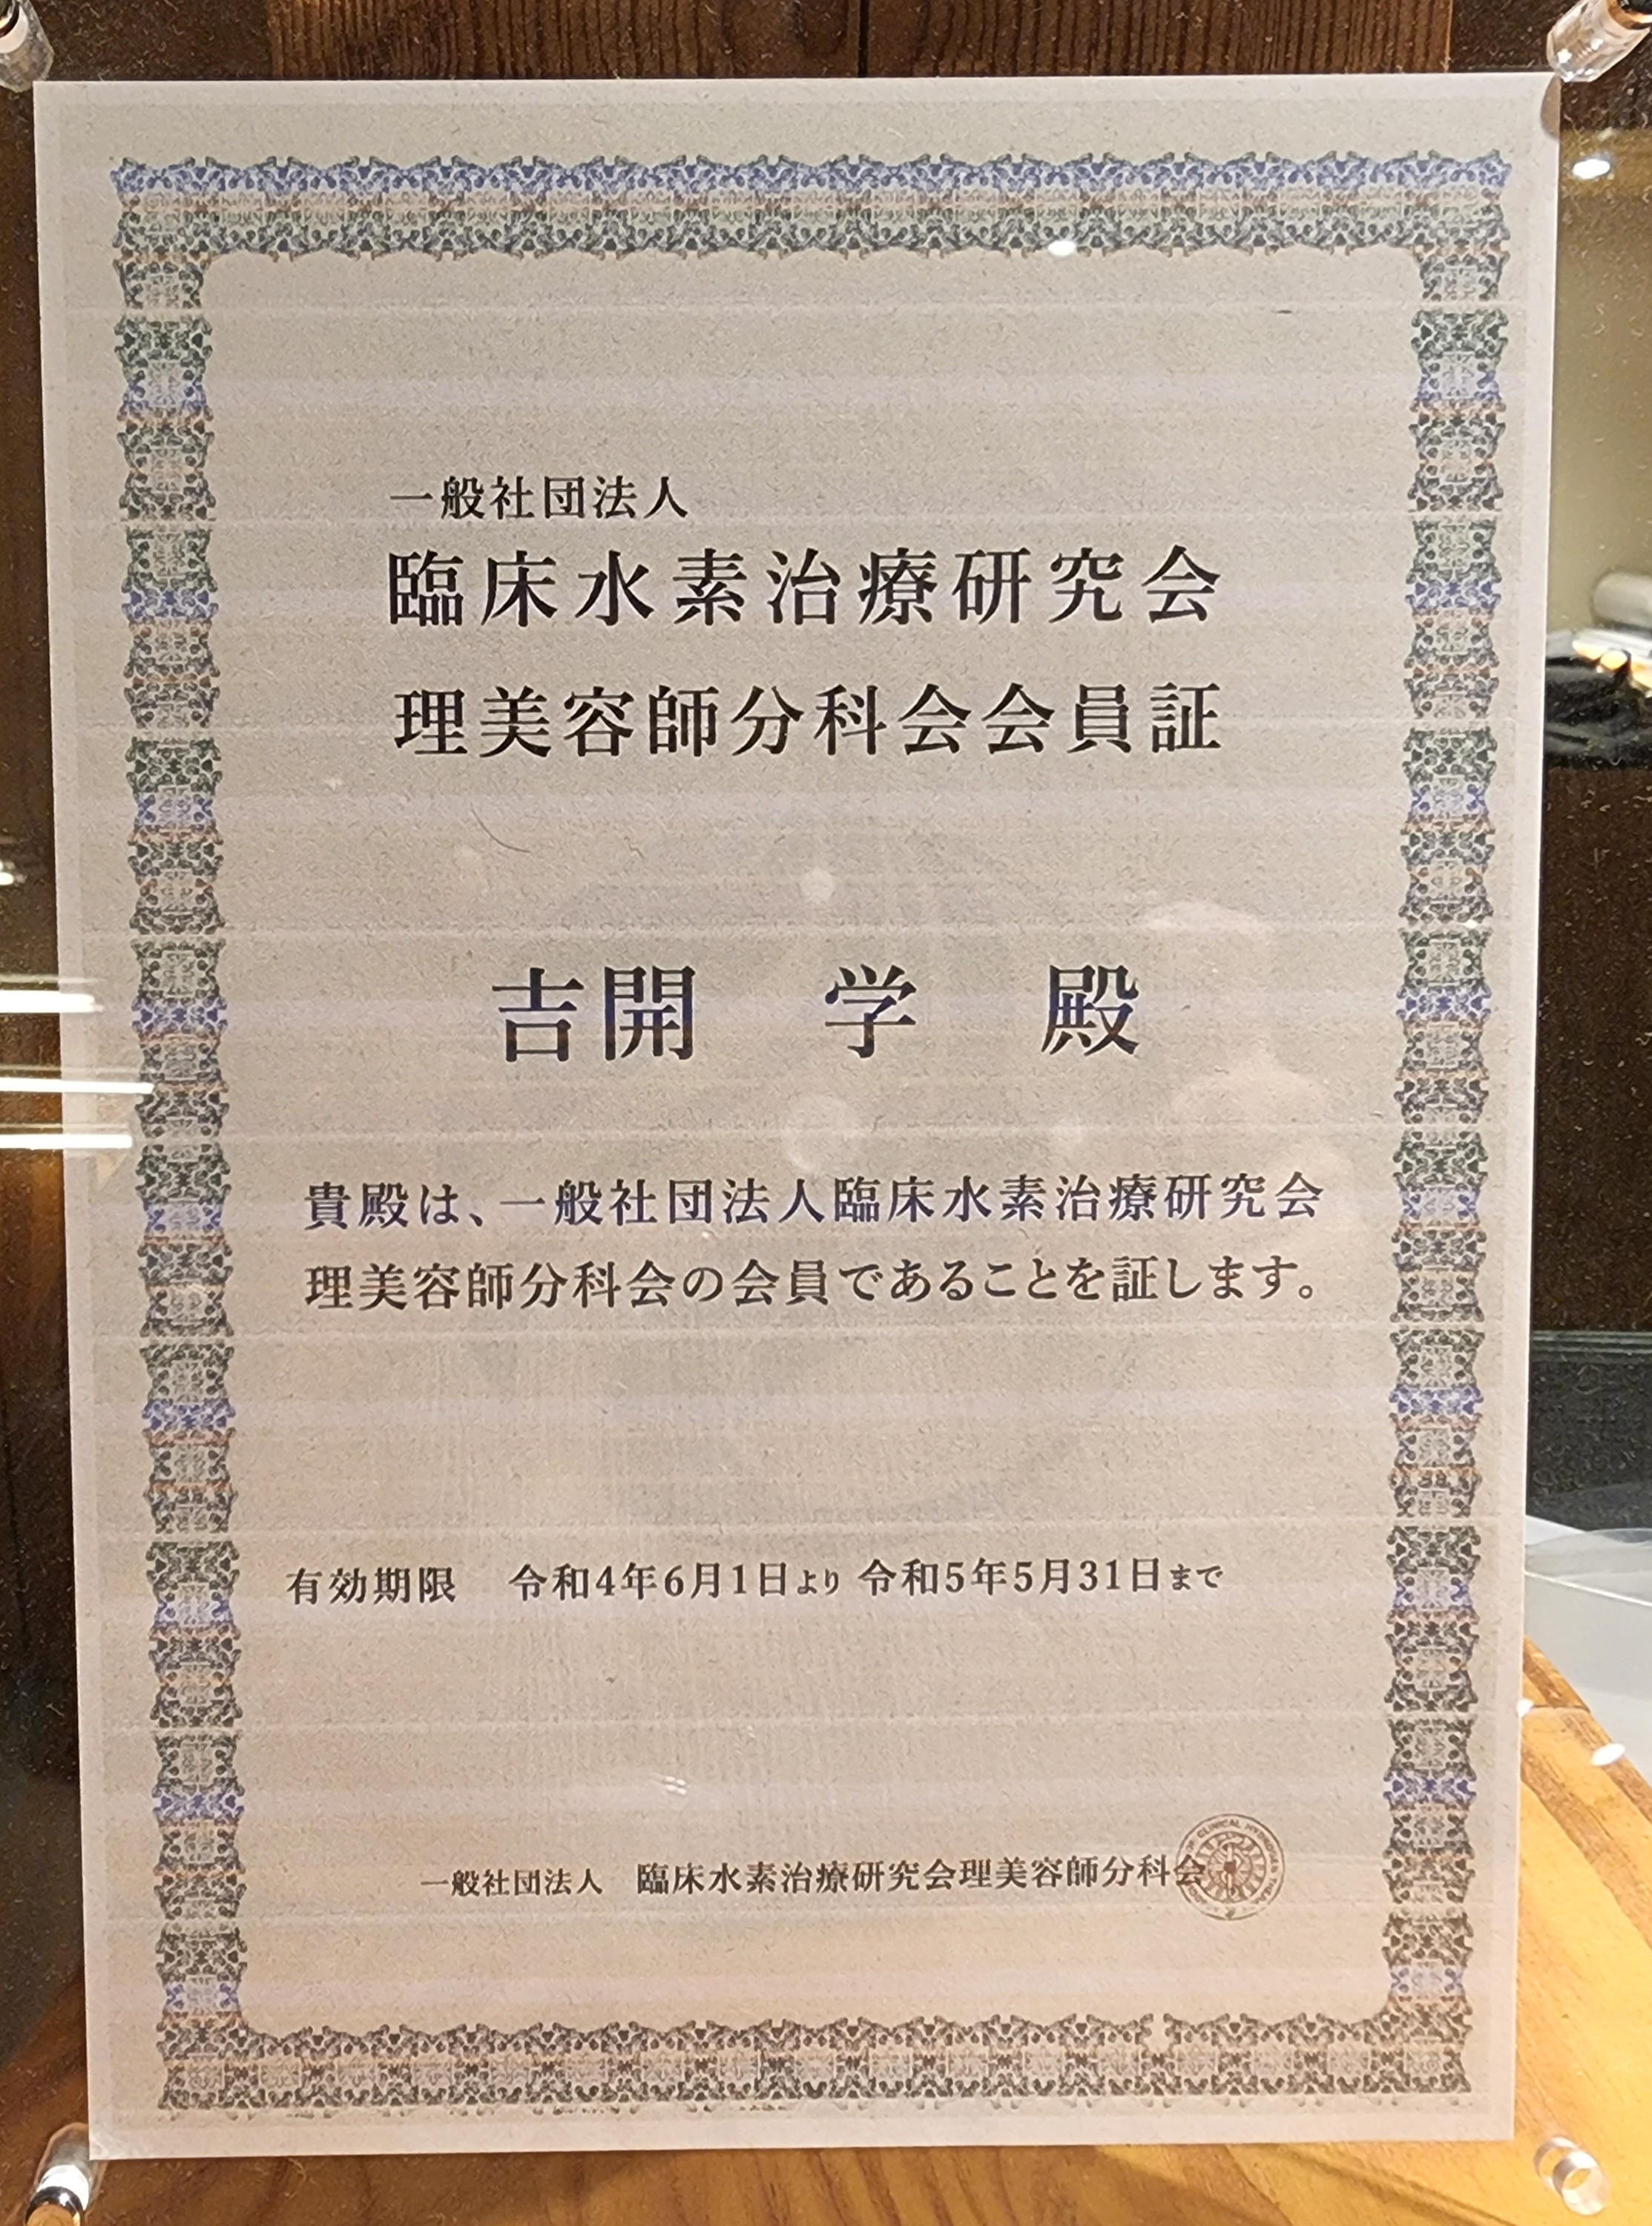 一般社団法人
臨床水素治療研究会
理美容師分科会会員証
吉開 学 殿
貴殿は、一般社団法人臨床水素治療研究会
理美容師分科会の会員であることを証します。
有効期限 令和4年6月1日より 令和5年5月31日まで
一般社団法人 臨床水素治療研究会理美容師分科会
CLINICAL